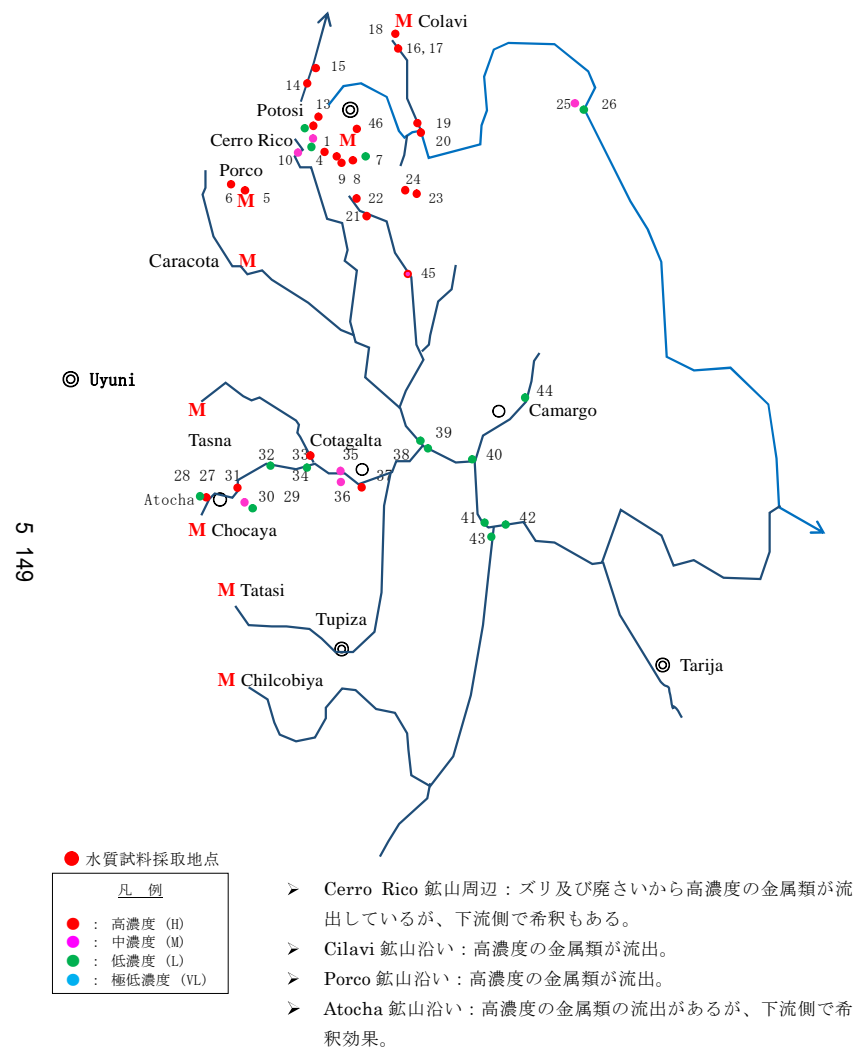 18 M Colavi
16,17
15
14
Potosi 13
46
19
25 26
Cerro Rico 1 M
20
10 4 7
Porco
9 8 24
6 M 5 22 23
21
Caracota M 45
Uyuni
M
44
Camargo
Tasna Cotagalta 39
32 33 35 38 40
28 27 31 34 37
Atocha 30 29 36
M Chocaya 41 42
43
M Tatasi
Tupiza
Tarija
M Chilcobiya
5 149
水質試料採取地点
凡 例
： 高濃度 (H)
： 中濃度 (M)
： 低濃度 (L)
： 極低濃度 (VL)
➢ Cerro Rico 鉱山周辺：ズリ及び廃さいから高濃度の金属類が流
出しているが、下流側で希釈もある。
➢ Cilavi 鉱山沿い：高濃度の金属類が流出。
➢ Porco 鉱山沿い：高濃度の金属類が流出。
➢ Atocha 鉱山沿い：高濃度の金属類の流出があるが、下流側で希
釈効果。